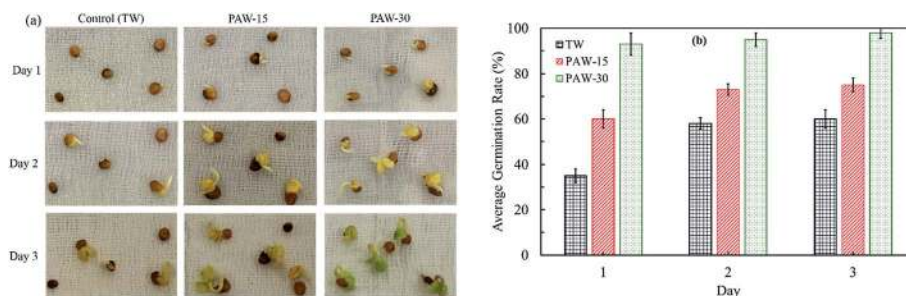 (a)
Control (TW) PAW-15 PAW-30
Day 1
Day 2
Day 3
(b)
TW
PAW-15
PAW-30
Average Germination Rate (%)
100
80
60
40
20
0
1 2 3
Day